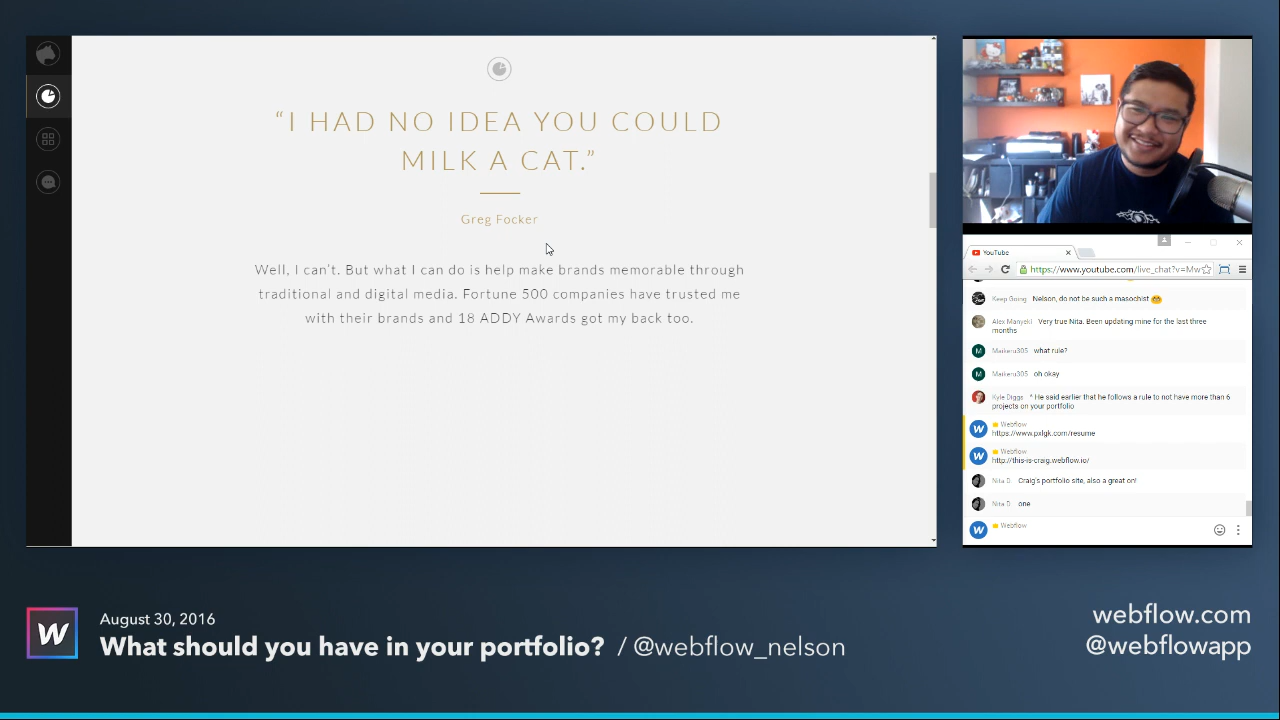 “I HAD NO IDEA YOU COULD
MILK A CAT.”
Greg Focker
Well, I can't. But what I can do is help make brands memorable through
traditional and digital media. Fortune 500 companies have trusted me
with their brands and 18 ADDY Awards got my back too.
YouTube
https://www.youtube.com/live_chat?v=Mw
Keep Going Nelson, do not be such a masochist
Alex Manyeki Very true Nita. Been updating mine for the last three
months
M Maikeru305 what rule?
M Maikeru305 oh okay
Kyle Diggs ^ He said earlier that he follows a rule to not have more than 6
projects on your portfolio
W Webflow
https://www.pxlgk.com/resume
W Webflow
http://this-is-craig.webflow.io/
Nita D. Craig's portfolio site, also a great on!
Nita D. one
W Webflow
W
August 30, 2016
What should you have in your portfolio? / @webflow_nelson
webflow.com
@webflowapp